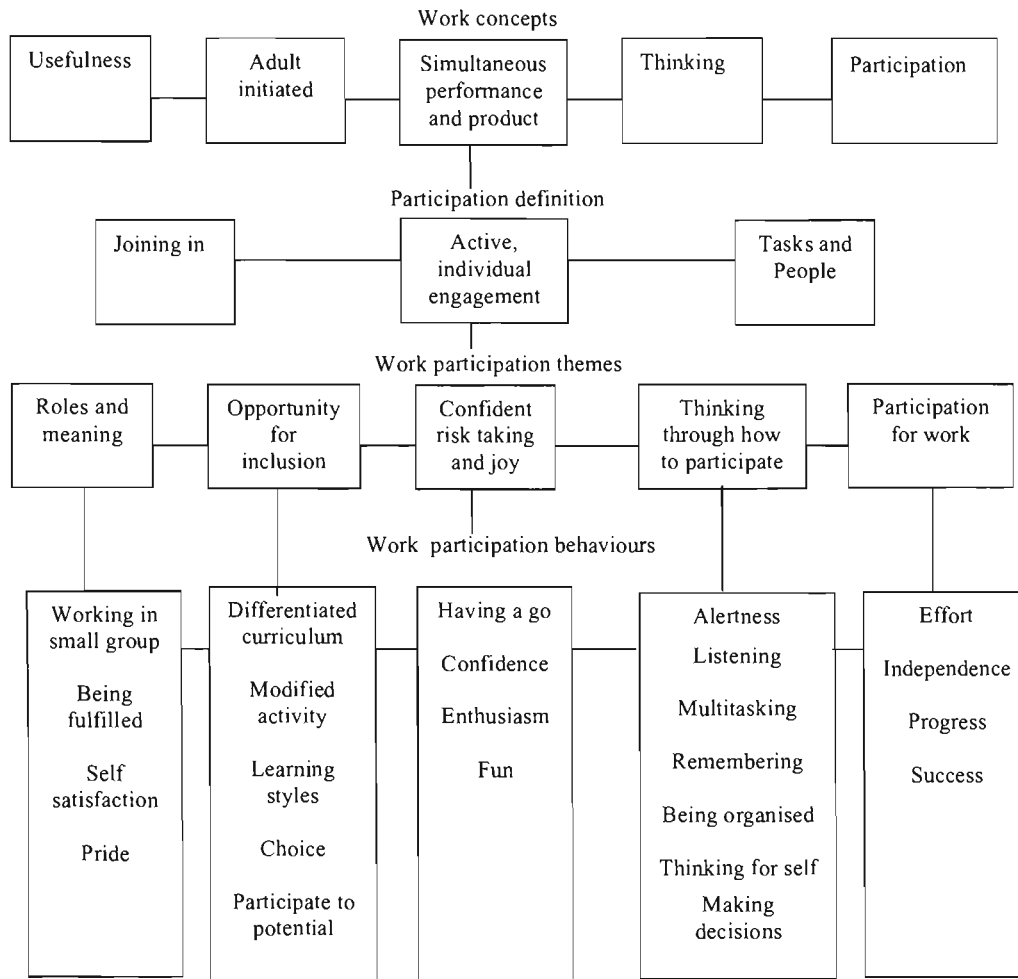 Work concepts
Usefulness
Adult
initiated
Simultaneous
performance
and product
Thinking
Participation
Participation definition
Joining in
Active,
individual
engagement
Tasks and
People
Work participation themes
Roles and
meaning
Opportunity
for
inclusion
Confident
risk taking
and joy
Thinking
through how
to participate
Participation
for work
Work participation behaviours
Working in
small group
Being
fulfilled
Self
satisfaction
Pride
Differentiated
curriculum
Modified
activity
Learning
styles
Choice
Participate to
potential
Having a go
Confidence
Enthusiasm
Fun
Alertness
Listening
Multitasking
Remembering
Being organised
Thinking for self
Making
decisions
Effort
Independence
Progress
Success